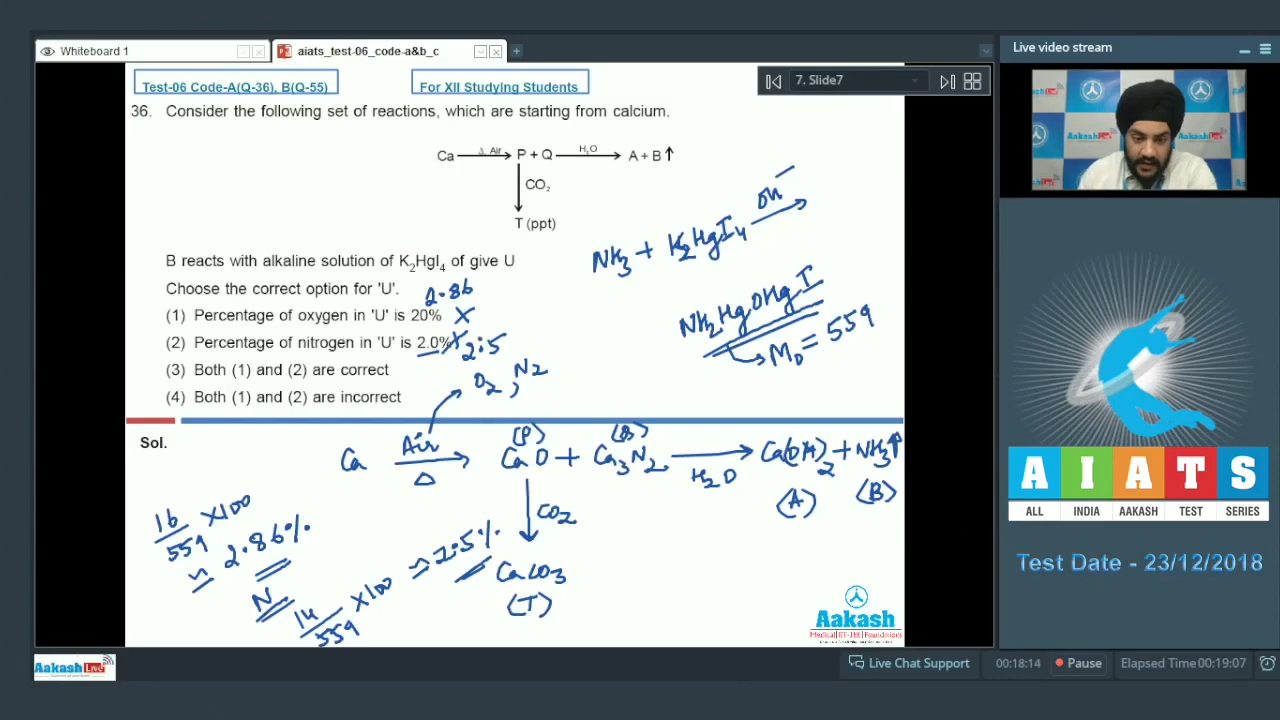 Whiteboard 1
aiats_test-06_code-a&b_c
Live video stream
Test-06 Code-A(Q-36), B(Q-55)
For XII Studying Students
7. Slide7
36. Consider the following set of reactions, which are starting from calcium.
Ca Δ, Air P + Q H₂O A + B ↑
CO₂
T (ppt)
B reacts with alkaline solution of K₂HgI₄ of give U
Choose the correct option for 'U'.
2.86
(1) Percentage of oxygen in 'U' is 20% ✗
(2) Percentage of nitrogen in 'U' is 2.0% ✗ 2.5
(3) Both (1) and (2) are correct
(4) Both (1) and (2) are incorrect
NH₃ + K₂HgI₄ OH⁻
NH₂HgOHgI
M₀ = 559
O₂, N₂
Sol.
(P) (B)
Ca Air Δ CaO + Ca₃N₂ H₂O Ca(OH)₂ + NH₃↑
(A) (B)
CO₂
CaCO₃
(T)
16/559 ×100
≈ 2.86%
N
14/559 ×100 ≈ 2.5%
Aakash
Medical|IIT-JEE|Foundations
AIATS
ALL INDIA AAKASH TEST SERIES
Test Date - 23/12/2018
Aakash Live
Live Chat Support
00:18:14
Pause
Elapsed Time 00:19:07